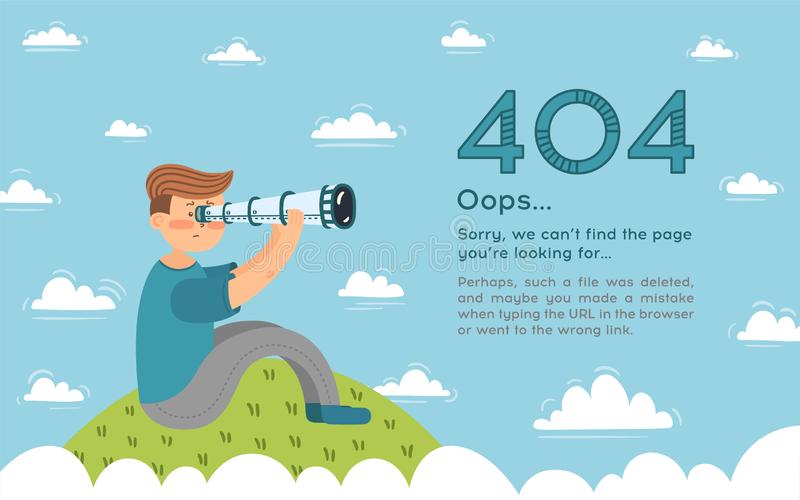 404
Oops...
Sorry, we can't find the page
you're looking for...
Perhaps, such a file was deleted,
and maybe you made a mistake
when typing the URL in the browser
or went to the wrong link.
dreamstime